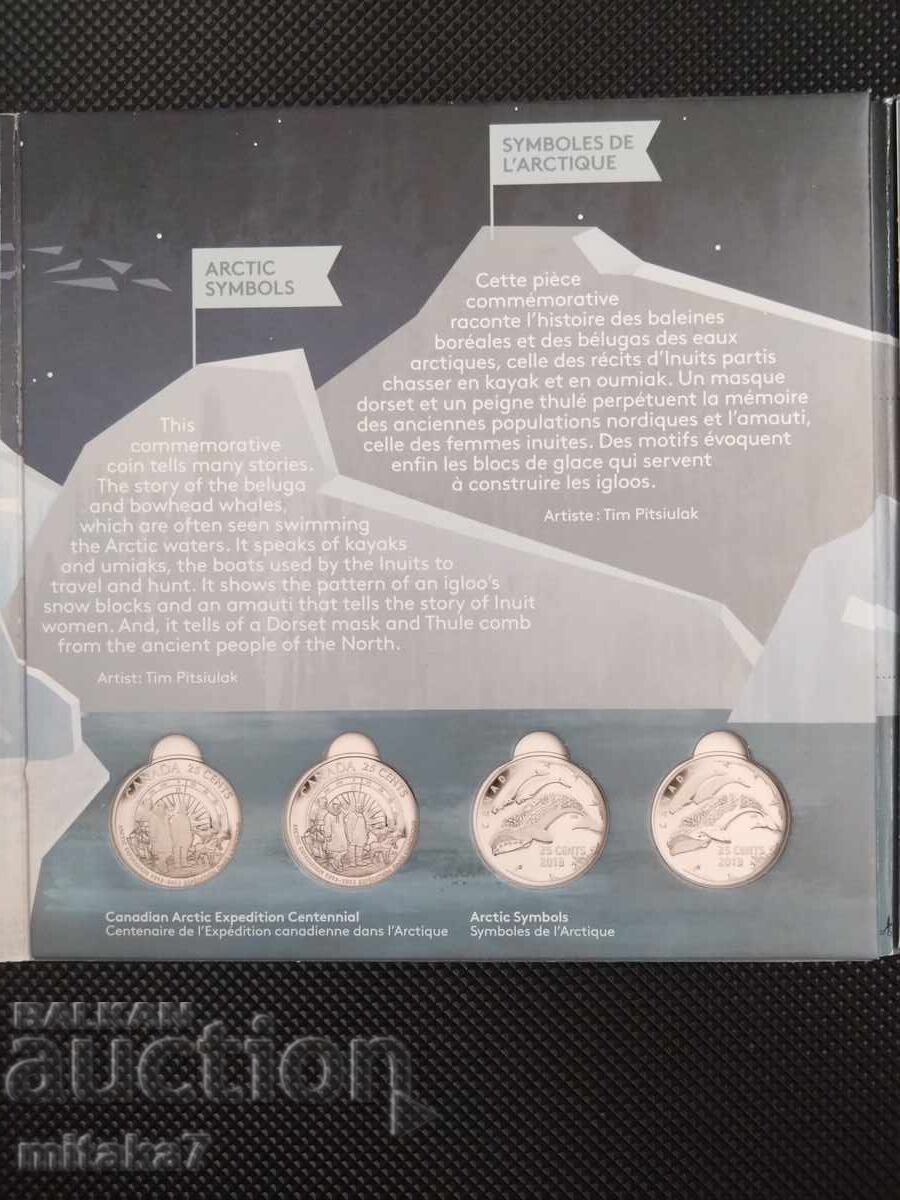 SYMBOLES DE
L'ARCTIQUE
Cette pièce
commémorative
raconte l'histoire des baleines
boréales et des bélugas des eaux
arctiques, celle des récits d'Inuits partis
chasser en kayak et en oumiak. Un masque
dorset et un peigne thulé perpétuent la mémoire
des anciennes populations nordiques et l'amauti,
celle des femmes inuites. Des motifs évoquent
enfin les blocs de glace qui servent
à construire les igloos.
Artiste : Tim Pitsiulak
ARCTIC
SYMBOLS
This
commemorative
coin tells many stories.
The story of the beluga
and bowhead whales,
which are often seen swimming
the Arctic waters. It speaks of kayaks
and umiaks, the boats used by the Inuits to
travel and hunt. It shows the pattern of an igloo's
snow blocks and an amauti that tells the story of Inuit
women. And, it tells of a Dorset mask and Thule comb
from the ancient people of the North.
Artist: Tim Pitsiulak
CANADA 25 CENTS
CANADA 25 CENTS
25 CENTS
2013
25 CENTS
2013
Canadian Arctic Expedition Centennial
Centenaire de l'Expédition canadienne dans l'Arctique
Arctic Symbols
Symboles de l'Arctique
BALKAN
auction
mitaka7